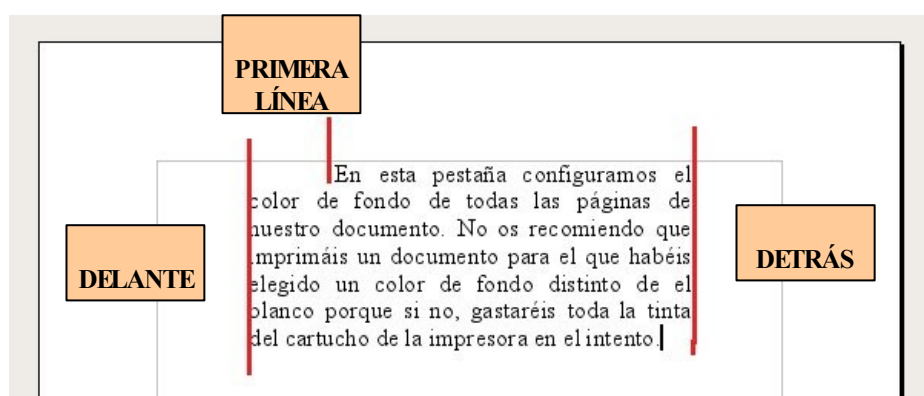 PRIMERA
LÍNEA
En esta pestaña configuramos el
color de fondo de todas las páginas de
nuestro documento. No os recomiendo que
imprimáis un documento para el que habéis
elegido un color de fondo distinto de el
blanco porque si no, gastaréis toda la tinta
del cartucho de la impresora en el intento.
DELANTE
DETRÁS